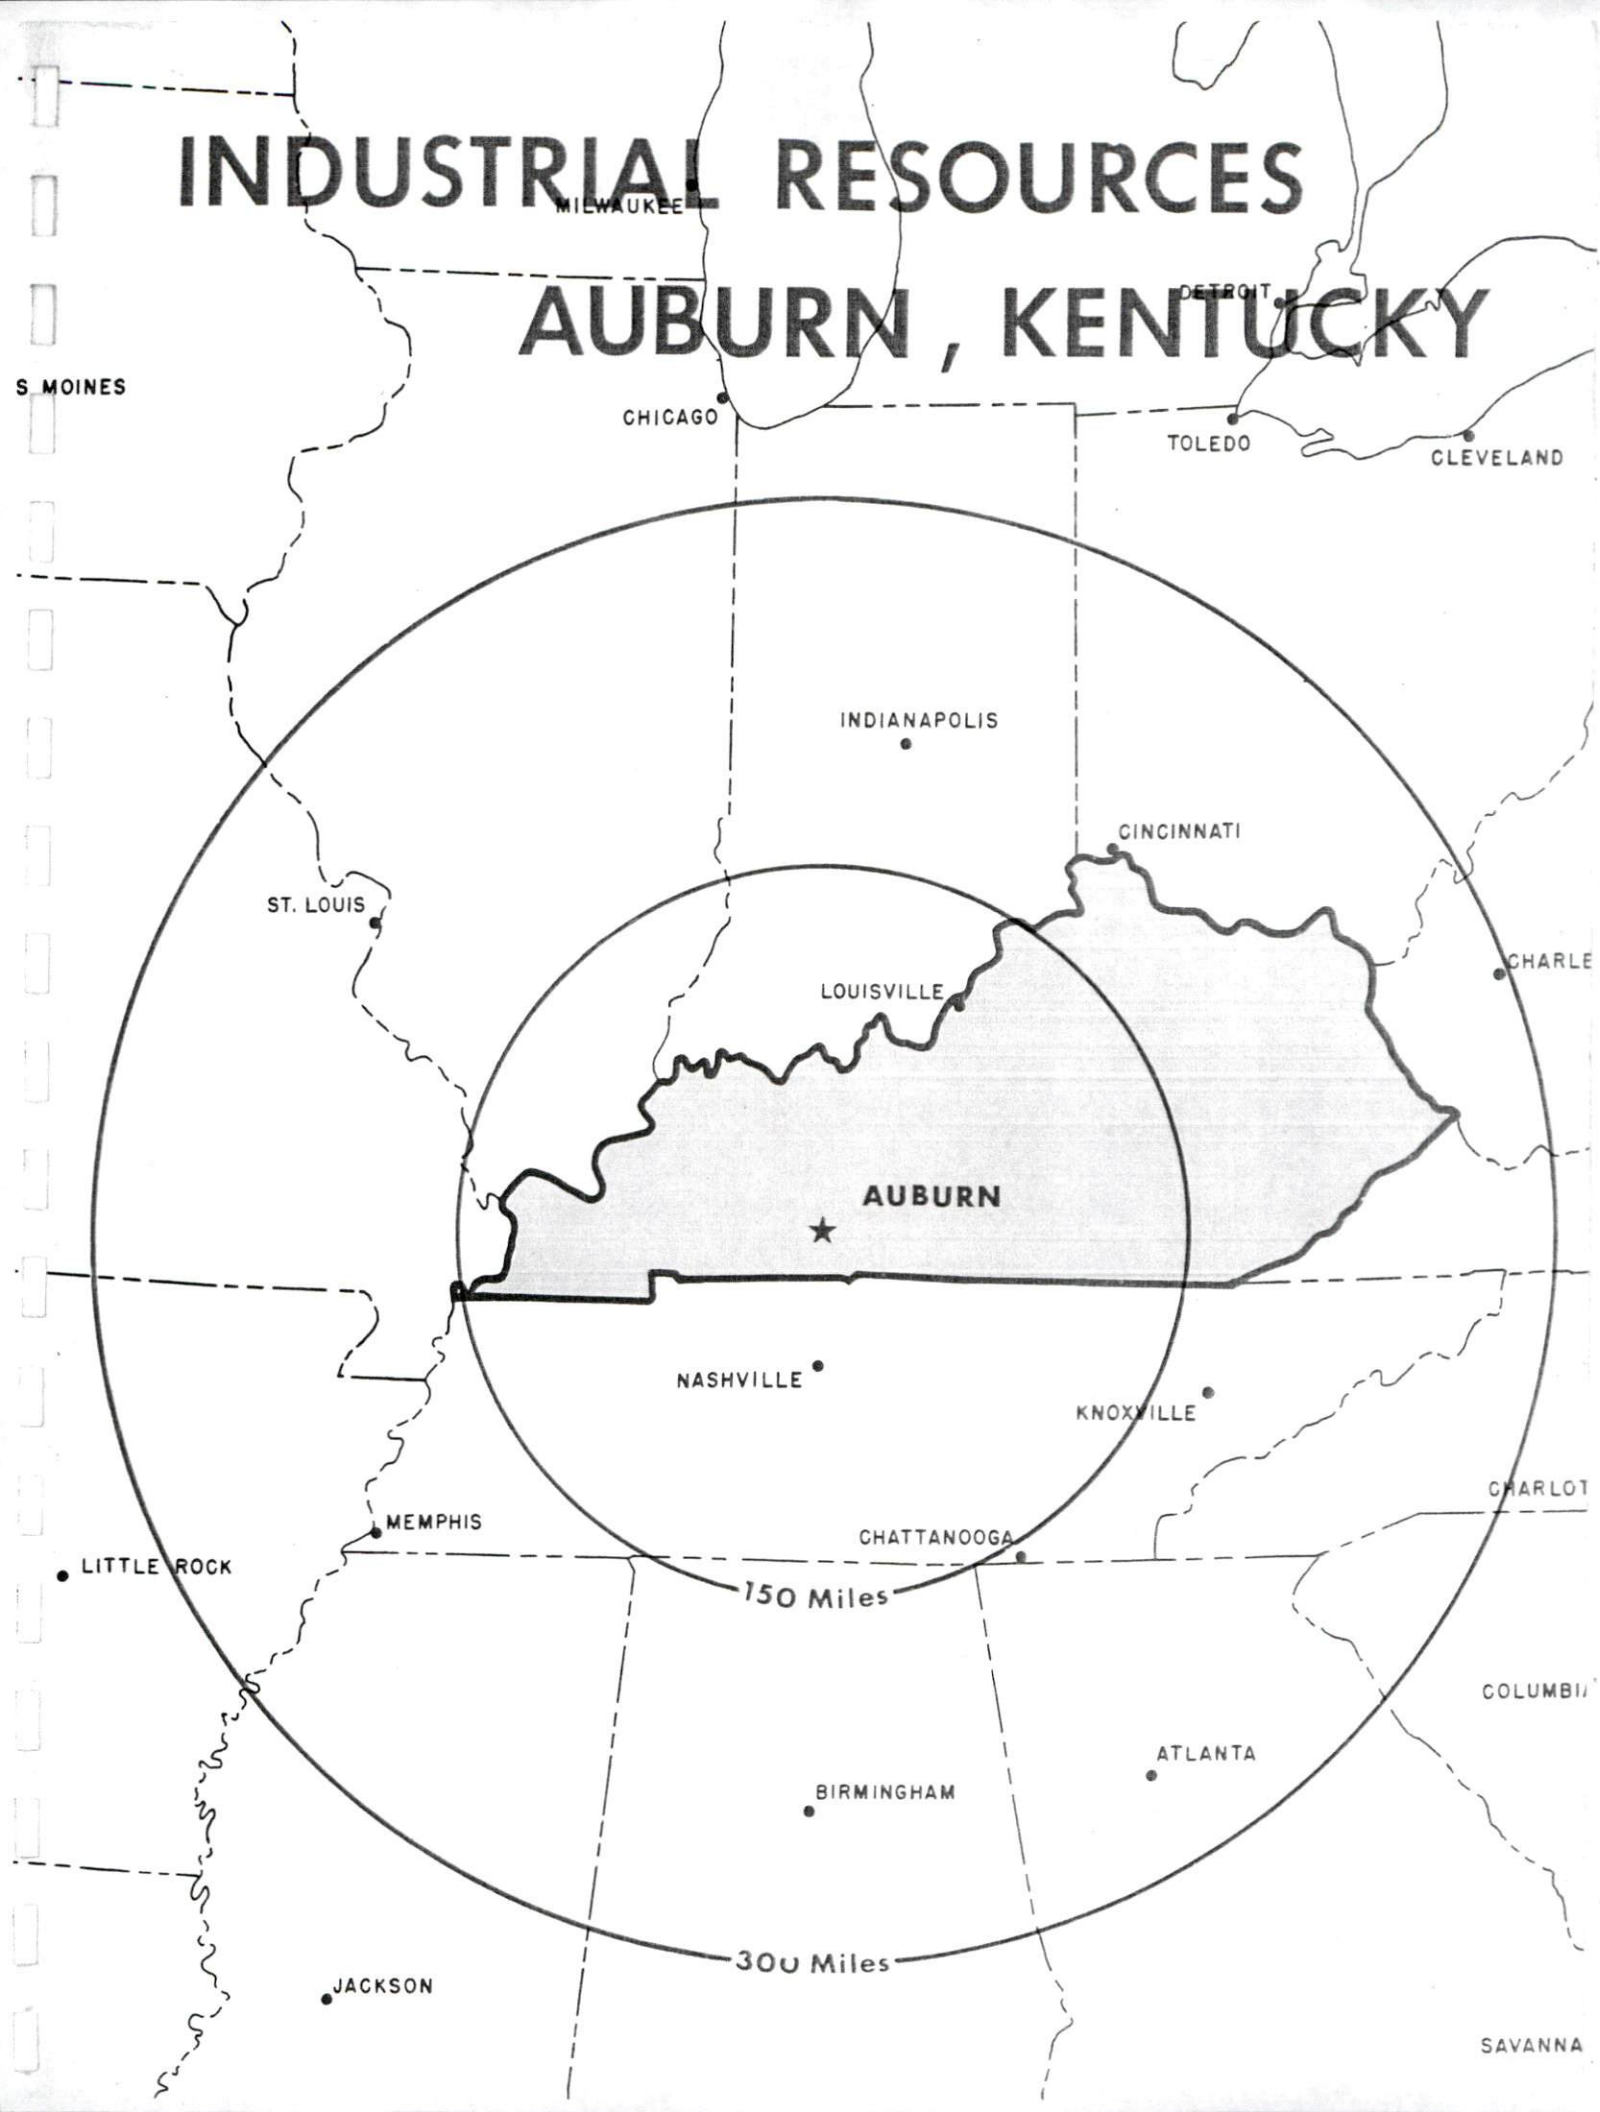 INDUSTRIAL RESOURCES
MILWAUKEE
DETROIT
AUBURN, KENTUCKY
S MOINES
CHICAGO
TOLEDO
CLEVELAND
INDIANAPOLIS
CINCINNATI
ST. LOUIS
CHARLE
LOUISVILLE
AUBURN
NASHVILLE
KNOXVILLE
CHARLOT
MEMPHIS
CHATTANOOGA
LITTLE ROCK
150 Miles
COLUMBI
ATLANTA
BIRMINGHAM
300 Miles
JACKSON
SAVANNA